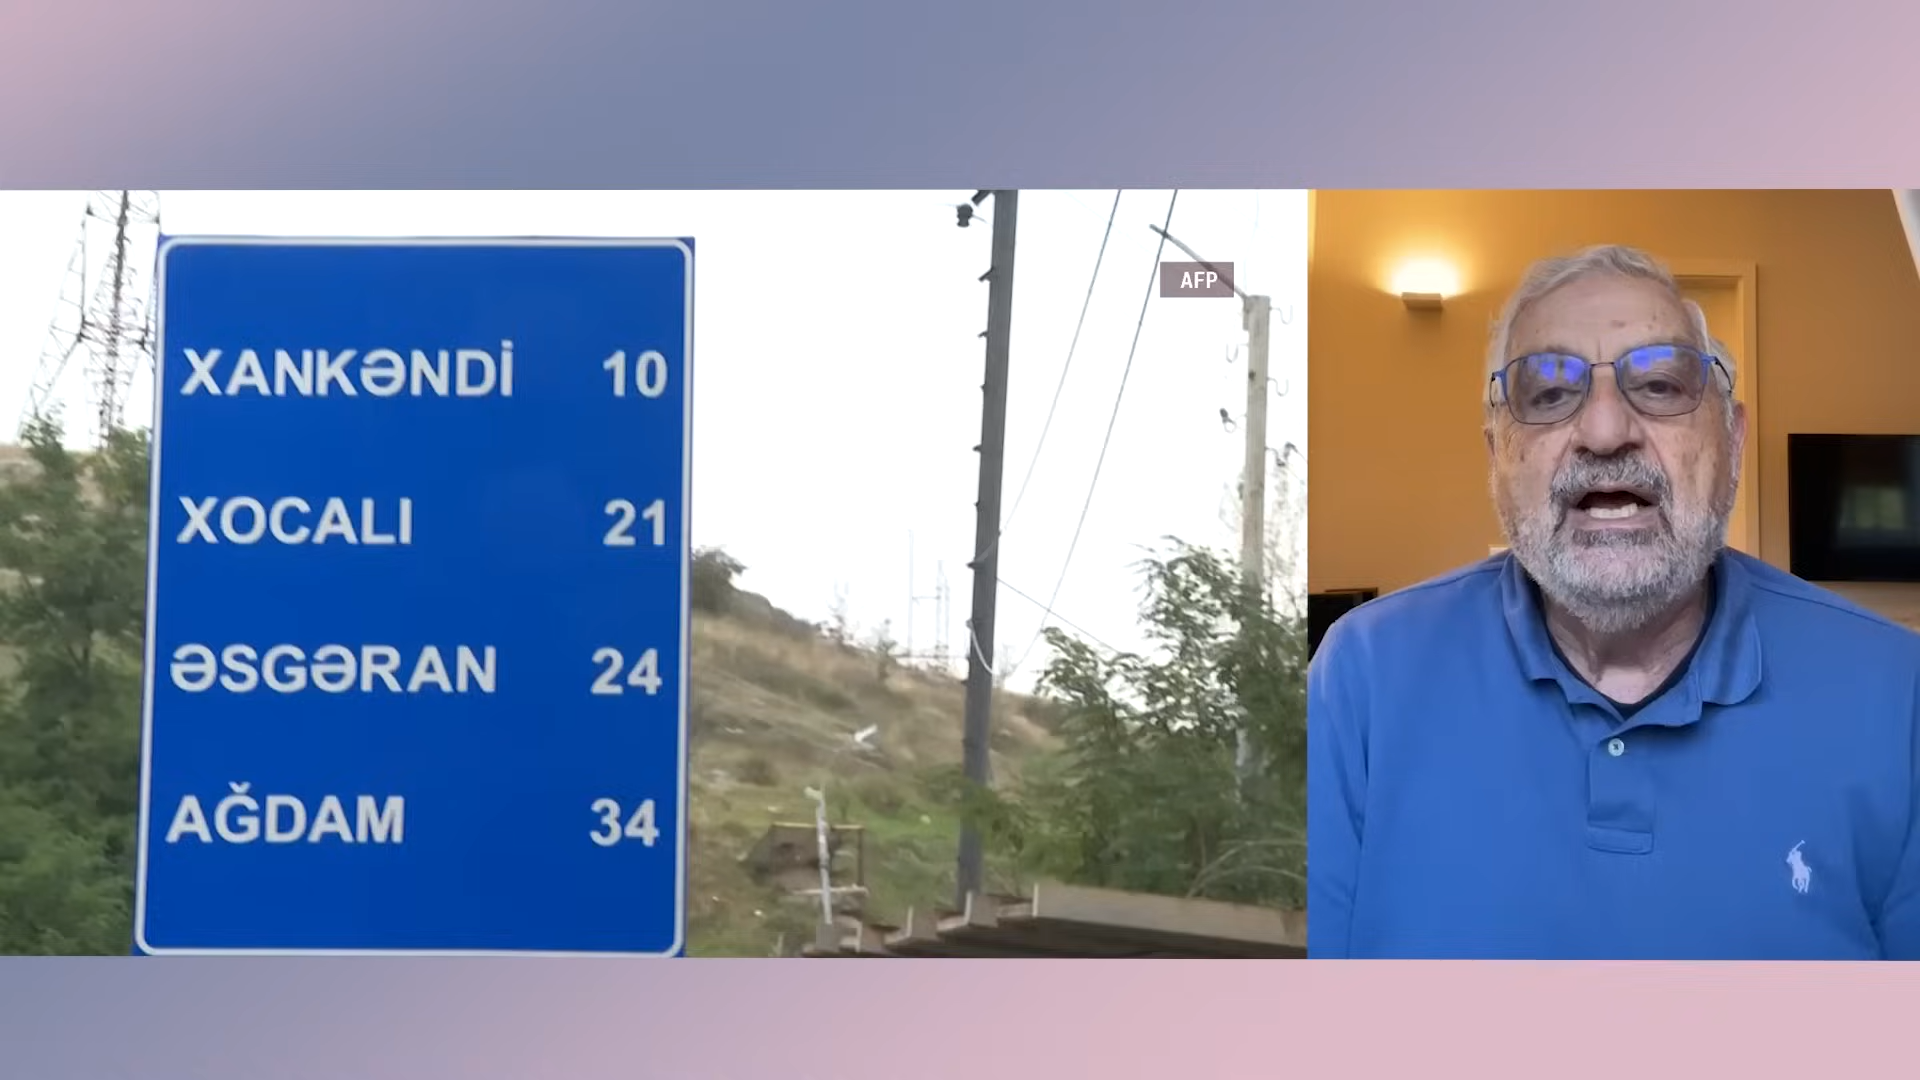 XANKƏNDİ 10
XOCALI 21
ƏSGƏRAN 24
AĞDAM 34
AFP